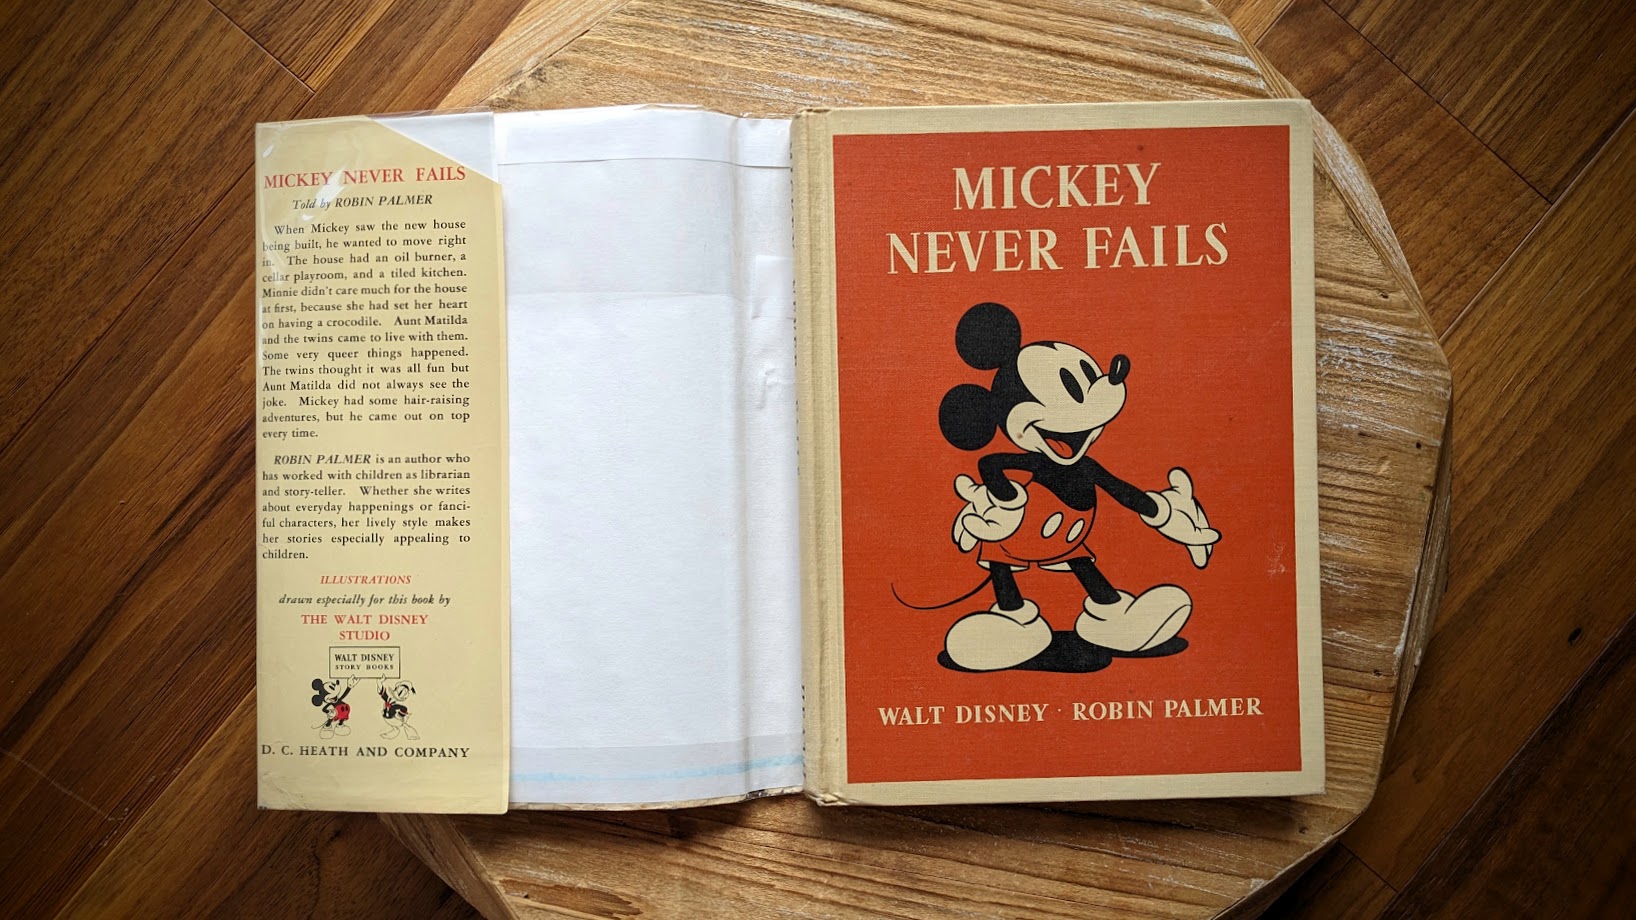 MICKEY NEVER FAILS
Told by ROBIN PALMER
When Mickey saw the new house
being built, he wanted to move right
in. The house had an oil burner, a
cellar playroom, and a tiled kitchen.
Minnie didn't care much for the house
at first, because she had set her heart
on having a crocodile. Aunt Matilda
and the twins came to live with them.
Some very queer things happened.
The twins thought it was all fun but
Aunt Matilda did not always see the
joke. Mickey had some hair-raising
adventures, but he came out on top
every time.
ROBIN PALMER is an author who
has worked with children as librarian
and story-teller. Whether she writes
about everyday happenings or fanci-
ful characters, her lively style makes
her stories especially appealing to
children.
ILLUSTRATIONS
drawn especially for this book by
THE WALT DISNEY
STUDIO
WALT DISNEY
STORY BOOKS
D. C. HEATH AND COMPANY
MICKEY
NEVER FAILS
WALT DISNEY · ROBIN PALMER